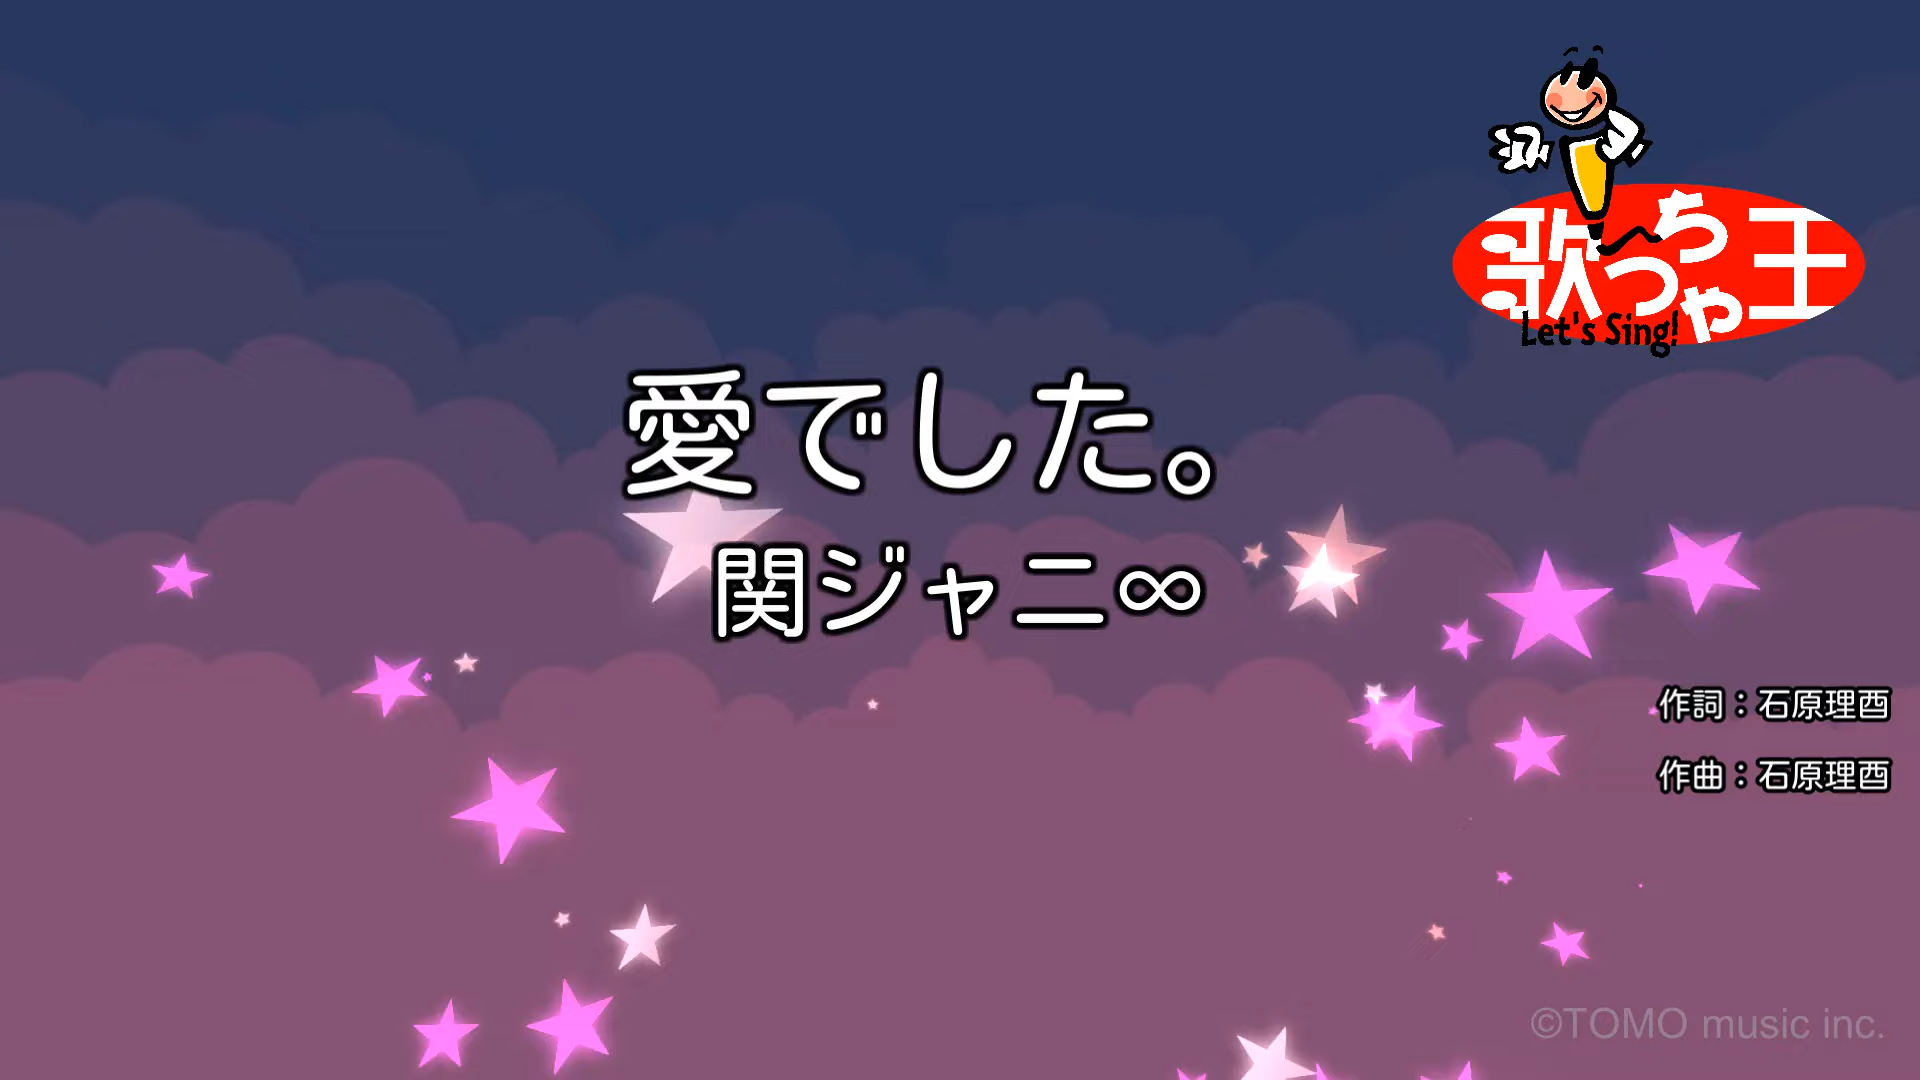 歌っちゃ王
Let's Sing!
愛でした。
関ジャニ∞
作詞：石原理酉
作曲：石原理酉
©TOMO music inc.